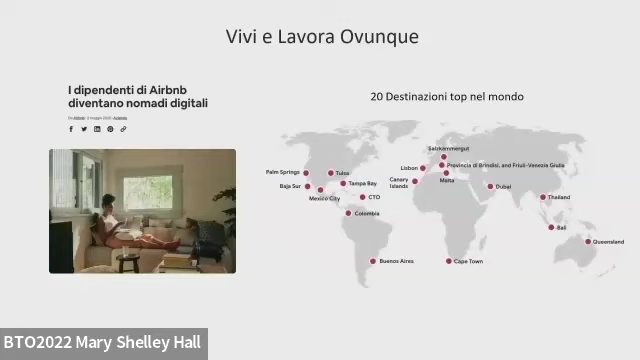 Vivi e Lavora Ovunque
I dipendenti di Airbnb
diventano nomadi digitali
20 Destinazioni top nel mondo
Salzkammergut
Lisbon
Provincia di Brindisi, and Friuli-Venezia Giulia
Palm Springs
Tulsa
Malta
Canary
Islands
Baja Sur
Tampa Bay
Dubai
Mexico City
CTO
Thailand
Colombia
Bali
Queensland
Buenos Aires
Cape Town
BTO2022 Mary Shelley Hall